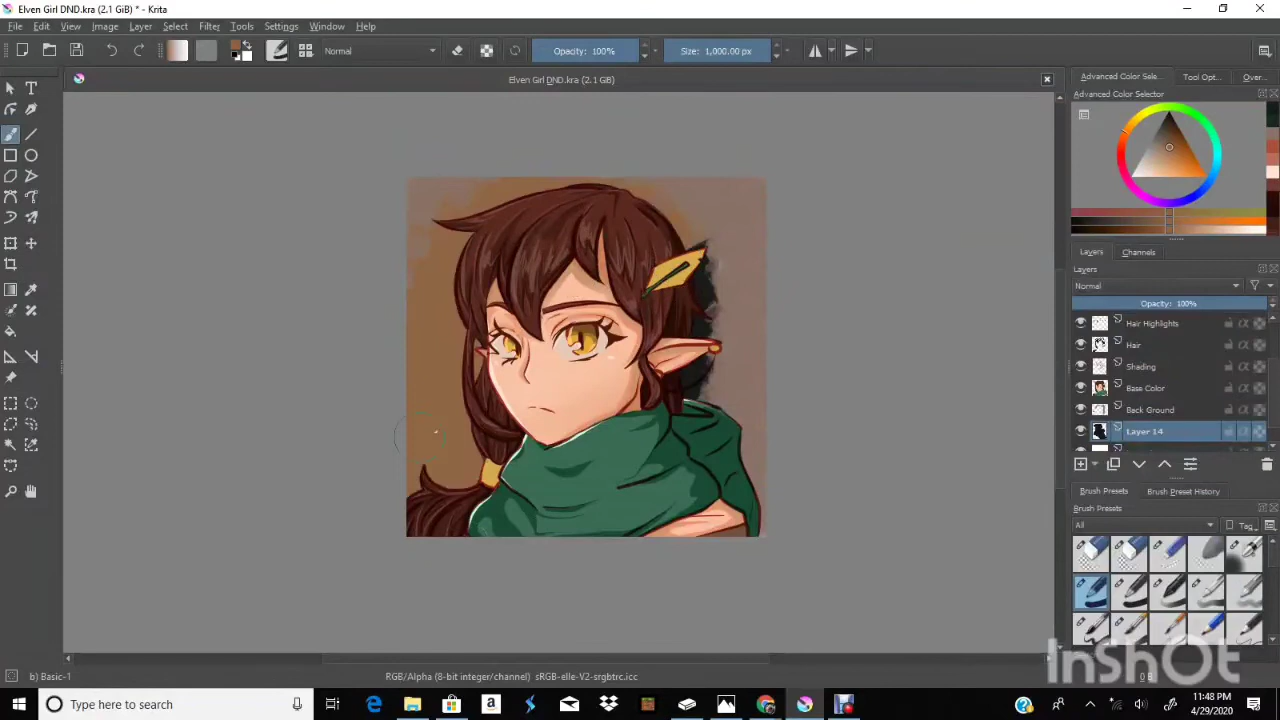 Elven Girl DND.kra (2.1 GiB) * - Krita
File Edit View Image Layer Select Filter Tools Settings Window Help
Normal
Opacity: 100%
Size: 1,000.00 px
Elven Girl DND.kra (2.1 GiB)
Advanced Color Sele... Tool Opt... Over...
Advanced Color Selector
Layers Channels
Layers
Normal
Opacity: 100%
Hair Highlights
Hair
Shading
Base Color
Back Ground
Layer 14
Brush Presets Brush Preset History
Brush Presets
All
Tag
InShOt
b) Basic-1
RGB/Alpha (8-bit integer/channel) sRGB-elle-V2-srgbtrc.icc
Type here to search
11:48 PM
4/29/2020